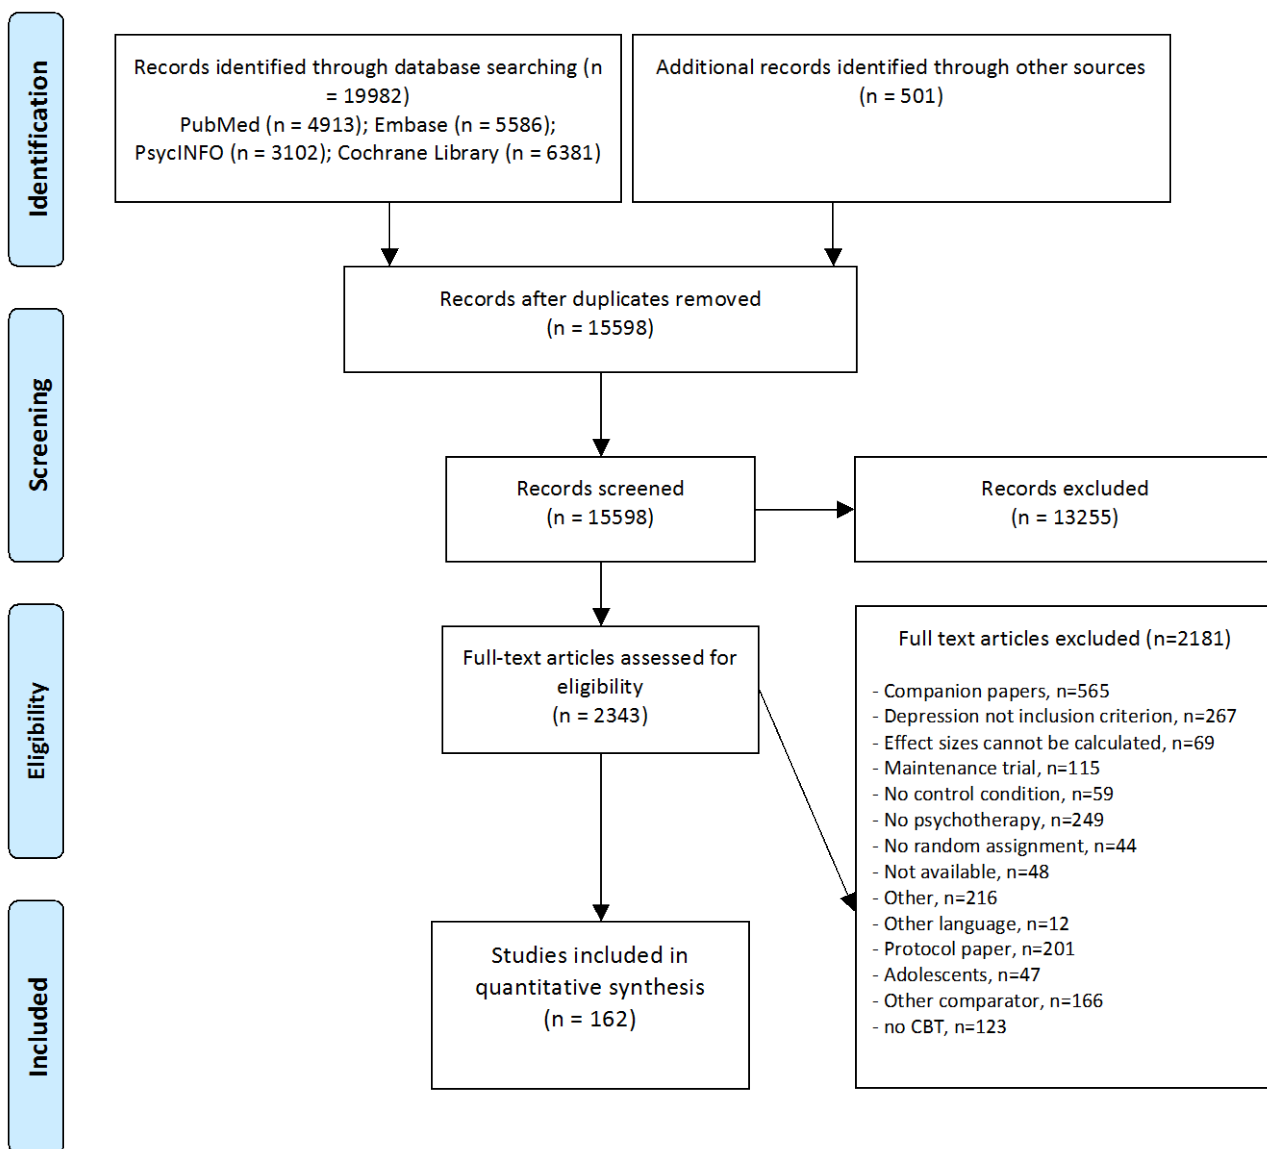 Identification
Records identified through database searching (n
= 19982)
PubMed (n = 4913); Embase (n = 5586);
PsycINFO (n = 3102); Cochrane Library (n = 6381)
Additional records identified through other sources
(n = 501)
Records after duplicates removed
(n = 15598)
Screening
Records screened
(n = 15598)
Records excluded
(n = 13255)
Eligibility
Full-text articles assessed for
eligibility
(n = 2343)
Full text articles excluded (n=2181)
- Companion papers, n=565
- Depression not inclusion criterion, n=267
- Effect sizes cannot be calculated, n=69
- Maintenance trial, n=115
- No control condition, n=59
- No psychotherapy, n=249
- No random assignment, n=44
- Not available, n=48
- Other, n=216
- Other language, n=12
- Protocol paper, n=201
- Adolescents, n=47
- Other comparator, n=166
- no CBT, n=123
Included
Studies included in
quantitative synthesis
(n = 162)